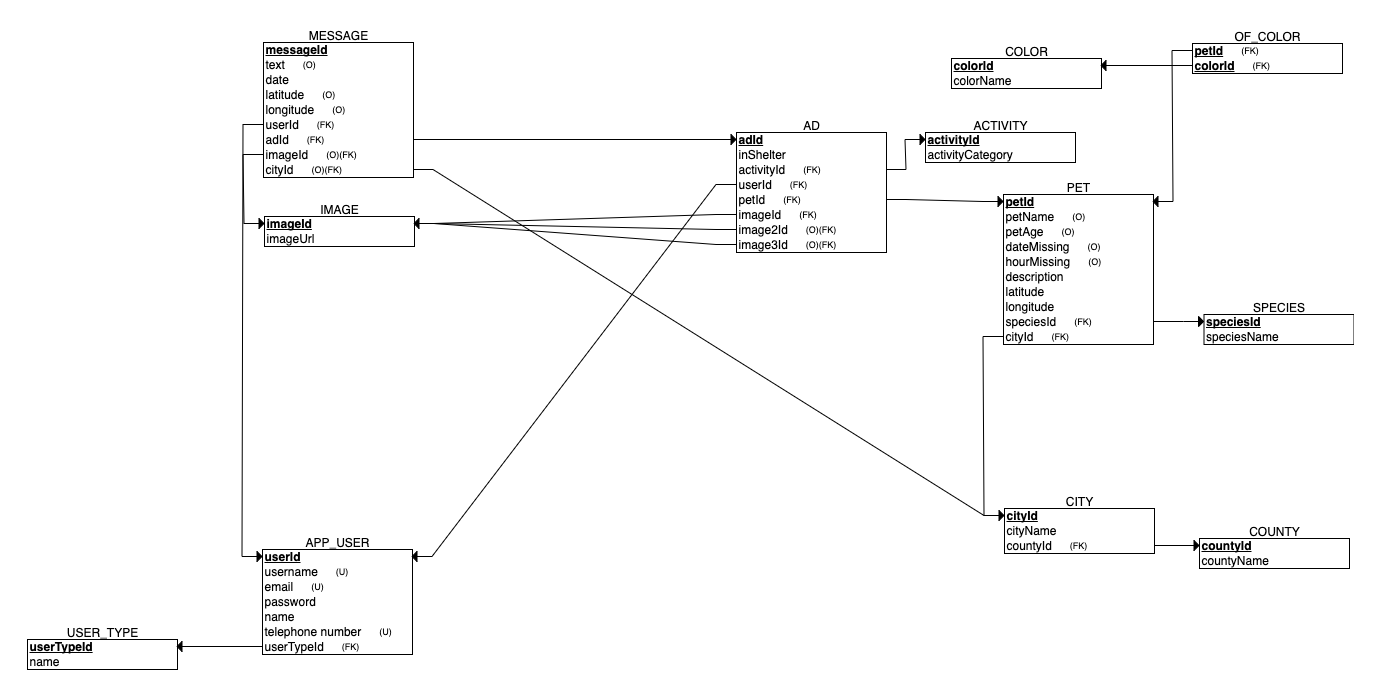 MESSAGE
messageId
text (O)
date
latitude (O)
longitude (O)
userId (FK)
adId (FK)
imageId (O)(FK)
cityId (O)(FK)
IMAGE
imageId
imageUrl
AD
adId
inShelter
activityId (FK)
userId (FK)
petId (FK)
imageId (FK)
image2Id (O)(FK)
image3Id (O)(FK)
COLOR
colorId
colorName
OF_COLOR
petId (FK)
colorId (FK)
ACTIVITY
activityId
activityCategory
PET
petId
petName (O)
petAge (O)
dateMissing (O)
hourMissing (O)
description
latitude
longitude
speciesId (FK)
cityId (FK)
SPECIES
speciesId
speciesName
CITY
cityId
cityName
countyId (FK)
COUNTY
countyId
countyName
APP_USER
userId
username (U)
email (U)
password
name
telephone number (U)
userTypeId (FK)
USER_TYPE
userTypeId
name